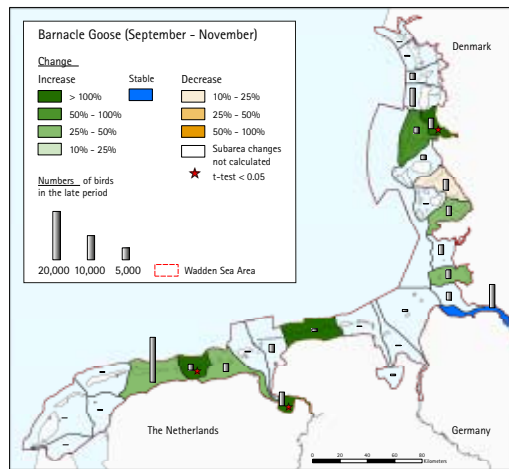 Barnacle Goose (September - November)
Change
Increase
Stable
Decrease
> 100%
50% - 100%
25% - 50%
10% - 25%
10% - 25%
25% - 50%
50% - 100%
Subarea changes
not calculated
t-test < 0.05
Numbers of birds
in the late period
20,000
10,000
5,000
Wadden Sea Area
Denmark
The Netherlands
Germany
0 10 20 40 60 80
Kilometers